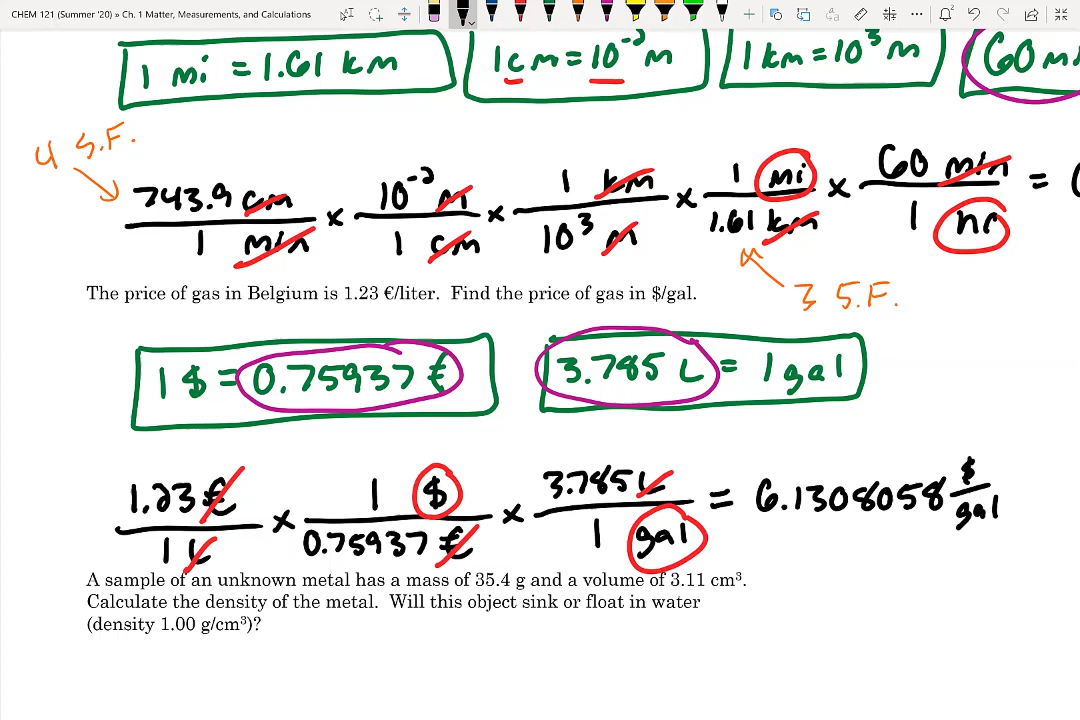 CHEM 121 (Summer '20) » Ch. 1 Matter, Measurements, and Calculations
1 mi = 1.61 km
1 cm = 10⁻² m
1 km = 10³ m
4 S.F.
743.9 cm / 1 min × 10⁻² m / 1 cm × 1 km / 10³ m × 1 mi / 1.61 km × 60 min / 1 hr =
The price of gas in Belgium is 1.23 €/liter. Find the price of gas in $/gal.
3 S.F.
1 $ = 0.75937 €
3.785 L = 1 gal
1.23 € / 1 L × 1 $ / 0.75937 € × 3.785 L / 1 gal = 6.1308058 $/gal
A sample of an unknown metal has a mass of 35.4 g and a volume of 3.11 cm³.
Calculate the density of the metal. Will this object sink or float in water
(density 1.00 g/cm³)?